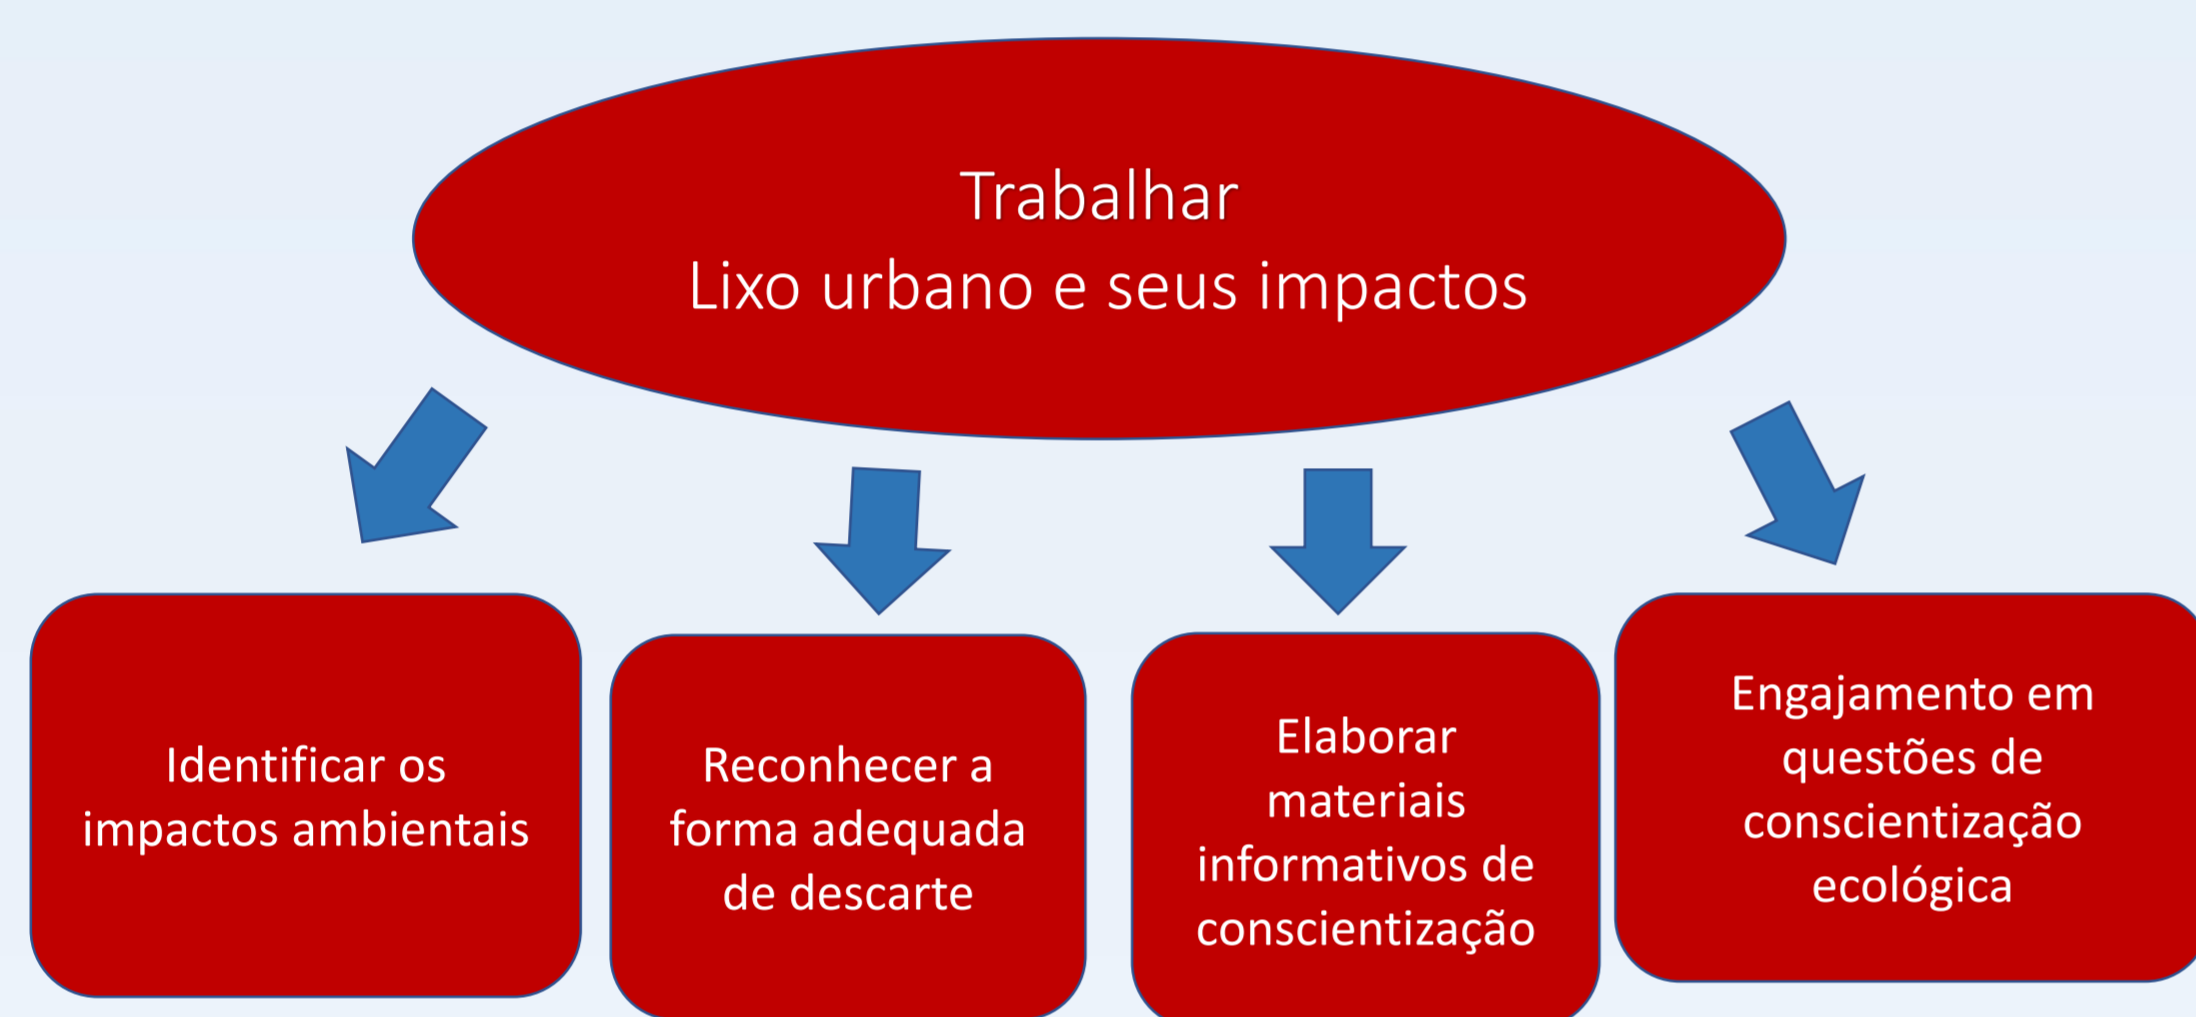 Trabalhar
Lixo urbano e seus impactos
Identificar os
impactos ambientais
Reconhecer a
forma adequada
de descarte
Elaborar
materiais
informativos de
conscientização
Engajamento em
questões de
conscientização
ecológica